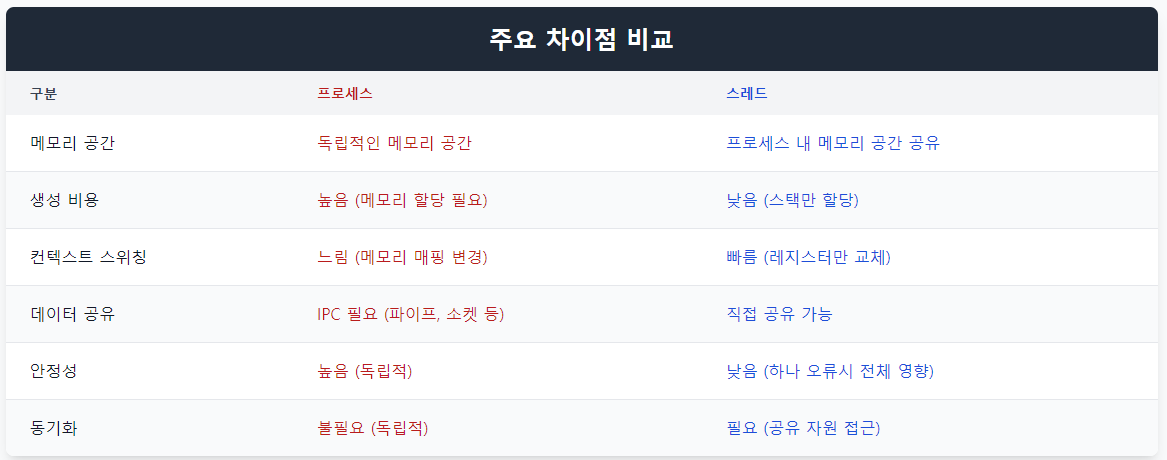 주요 차이점 비교
구분 프로세스 스레드
메모리 공간 독립적인 메모리 공간 프로세스 내 메모리 공간 공유
생성 비용 높음 (메모리 할당 필요) 낮음 (스택만 할당)
컨텍스트 스위칭 느림 (메모리 매핑 변경) 빠름 (레지스터만 교체)
데이터 공유 IPC 필요 (파이프, 소켓 등) 직접 공유 가능
안정성 높음 (독립적) 낮음 (하나 오류시 전체 영향)
동기화 불필요 (독립적) 필요 (공유 자원 접근)